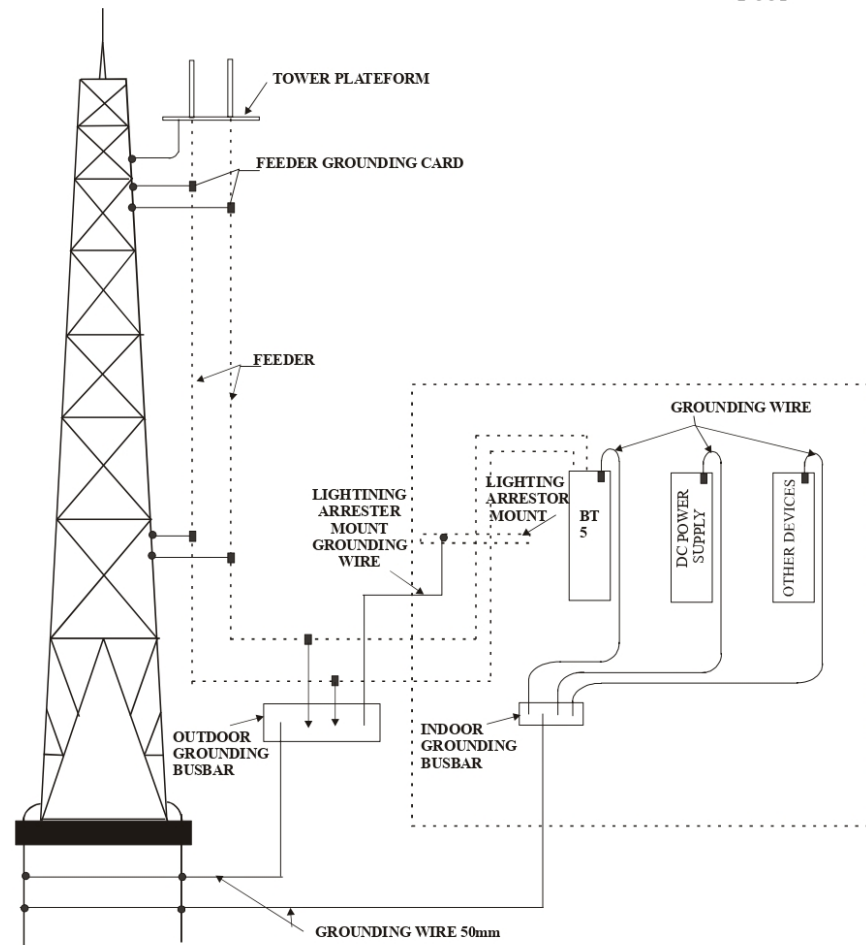 TOWER PLATEFORM
FEEDER GROUNDING CARD
FEEDER
GROUNDING WIRE
LIGHTINING
ARRESTER
MOUNT
GROUNDING
WIRE
LIGHTING
ARRESTOR
MOUNT
BT
5
DC POWER
SUPPLY
OTHER DEVICES
OUTDOOR
GROUNDING
BUSBAR
INDOOR
GROUNDING
BUSBAR
GROUNDING WIRE 50mm